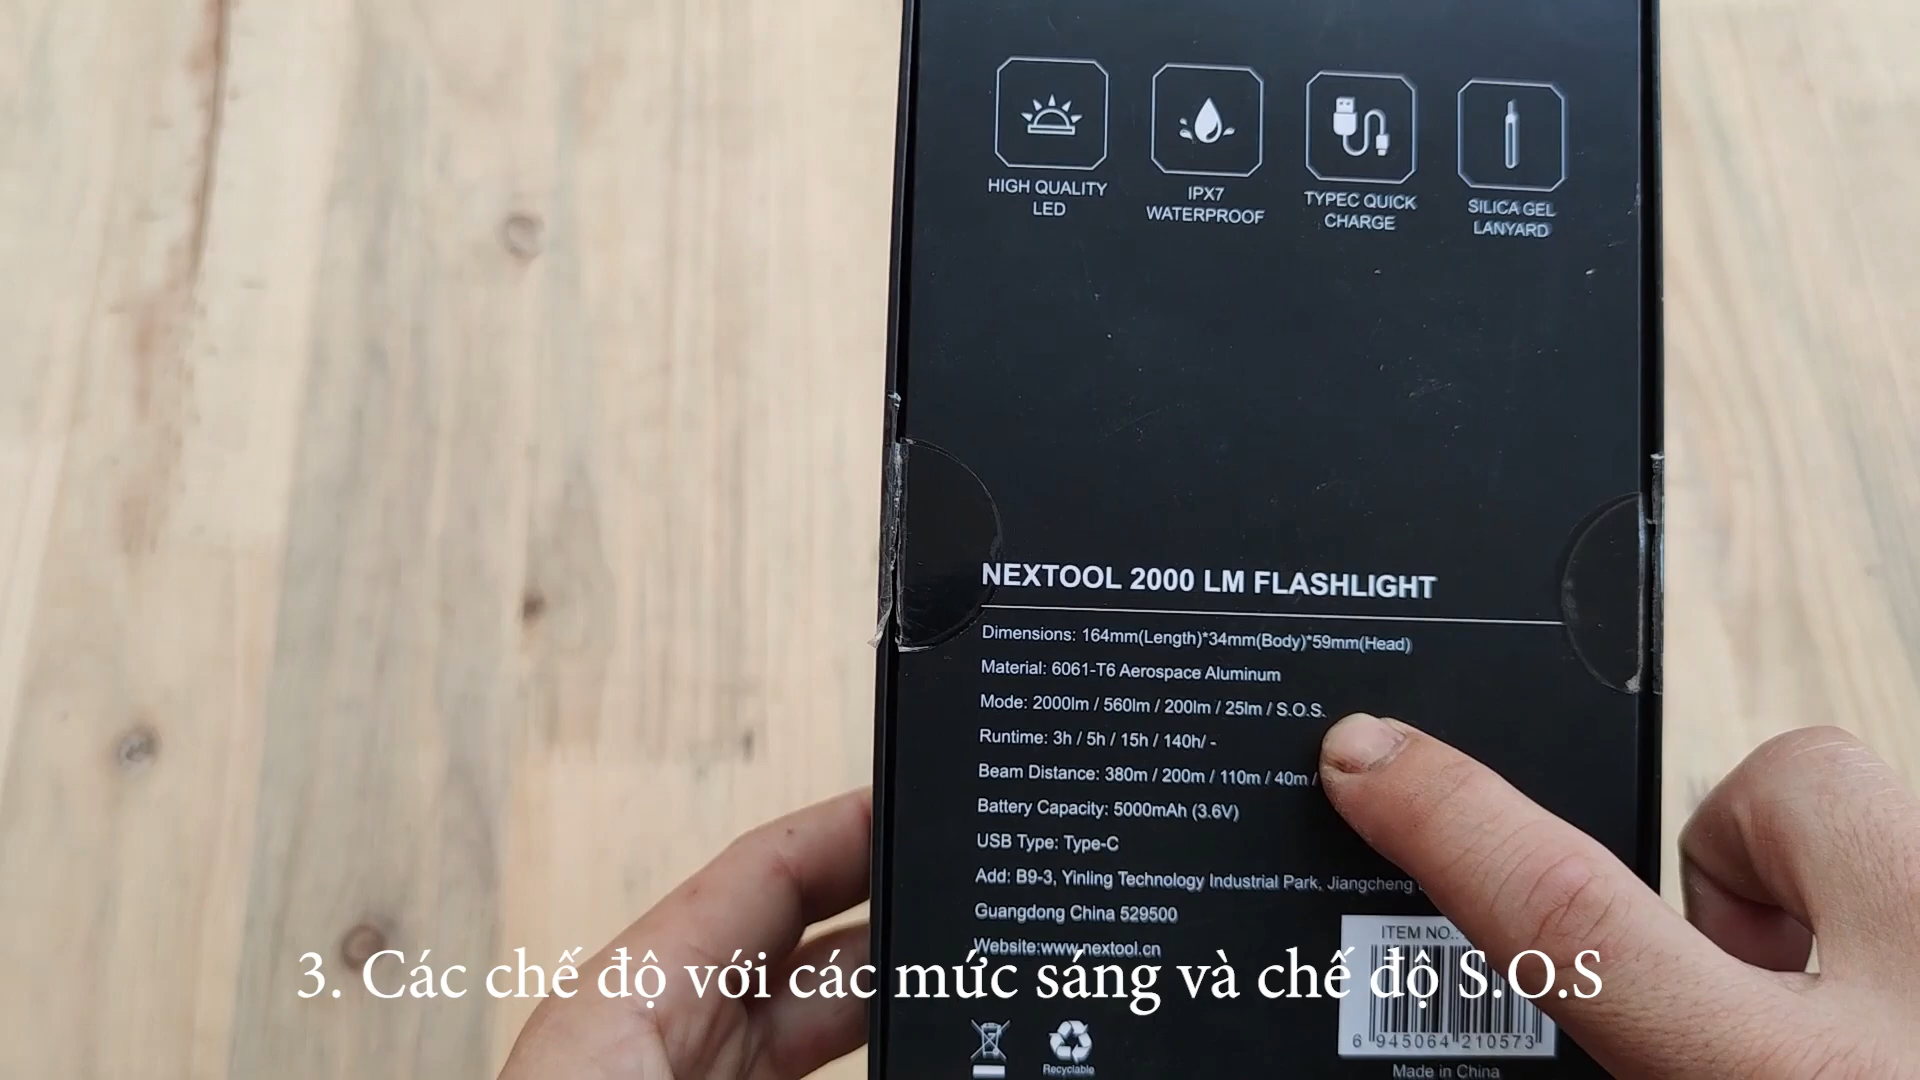 HIGH QUALITY
LED
IPX7
WATERPROOF
TYPEC QUICK
CHARGE
SILICA GEL
LANYARD
NEXTOOL 2000 LM FLASHLIGHT
Dimensions: 164mm(Length)*34mm(Body)*59mm(Head)
Material: 6061-T6 Aerospace Aluminum
Mode: 2000lm / 560lm / 200lm / 25lm / S.O.S.
Runtime: 3h / 5h / 15h / 140h/ -
Beam Distance: 380m / 200m / 110m / 40m /
Battery Capacity: 5000mAh (3.6V)
USB Type: Type-C
Add: B9-3, Yinling Technology Industrial Park, Jiangcheng
Guangdong China 529500
Website:www.nextool.cn
3. Các chế độ với các mức sáng và chế độ S.O.S
ITEM NO.:
6 945064 210573
Recyclable
Made in China